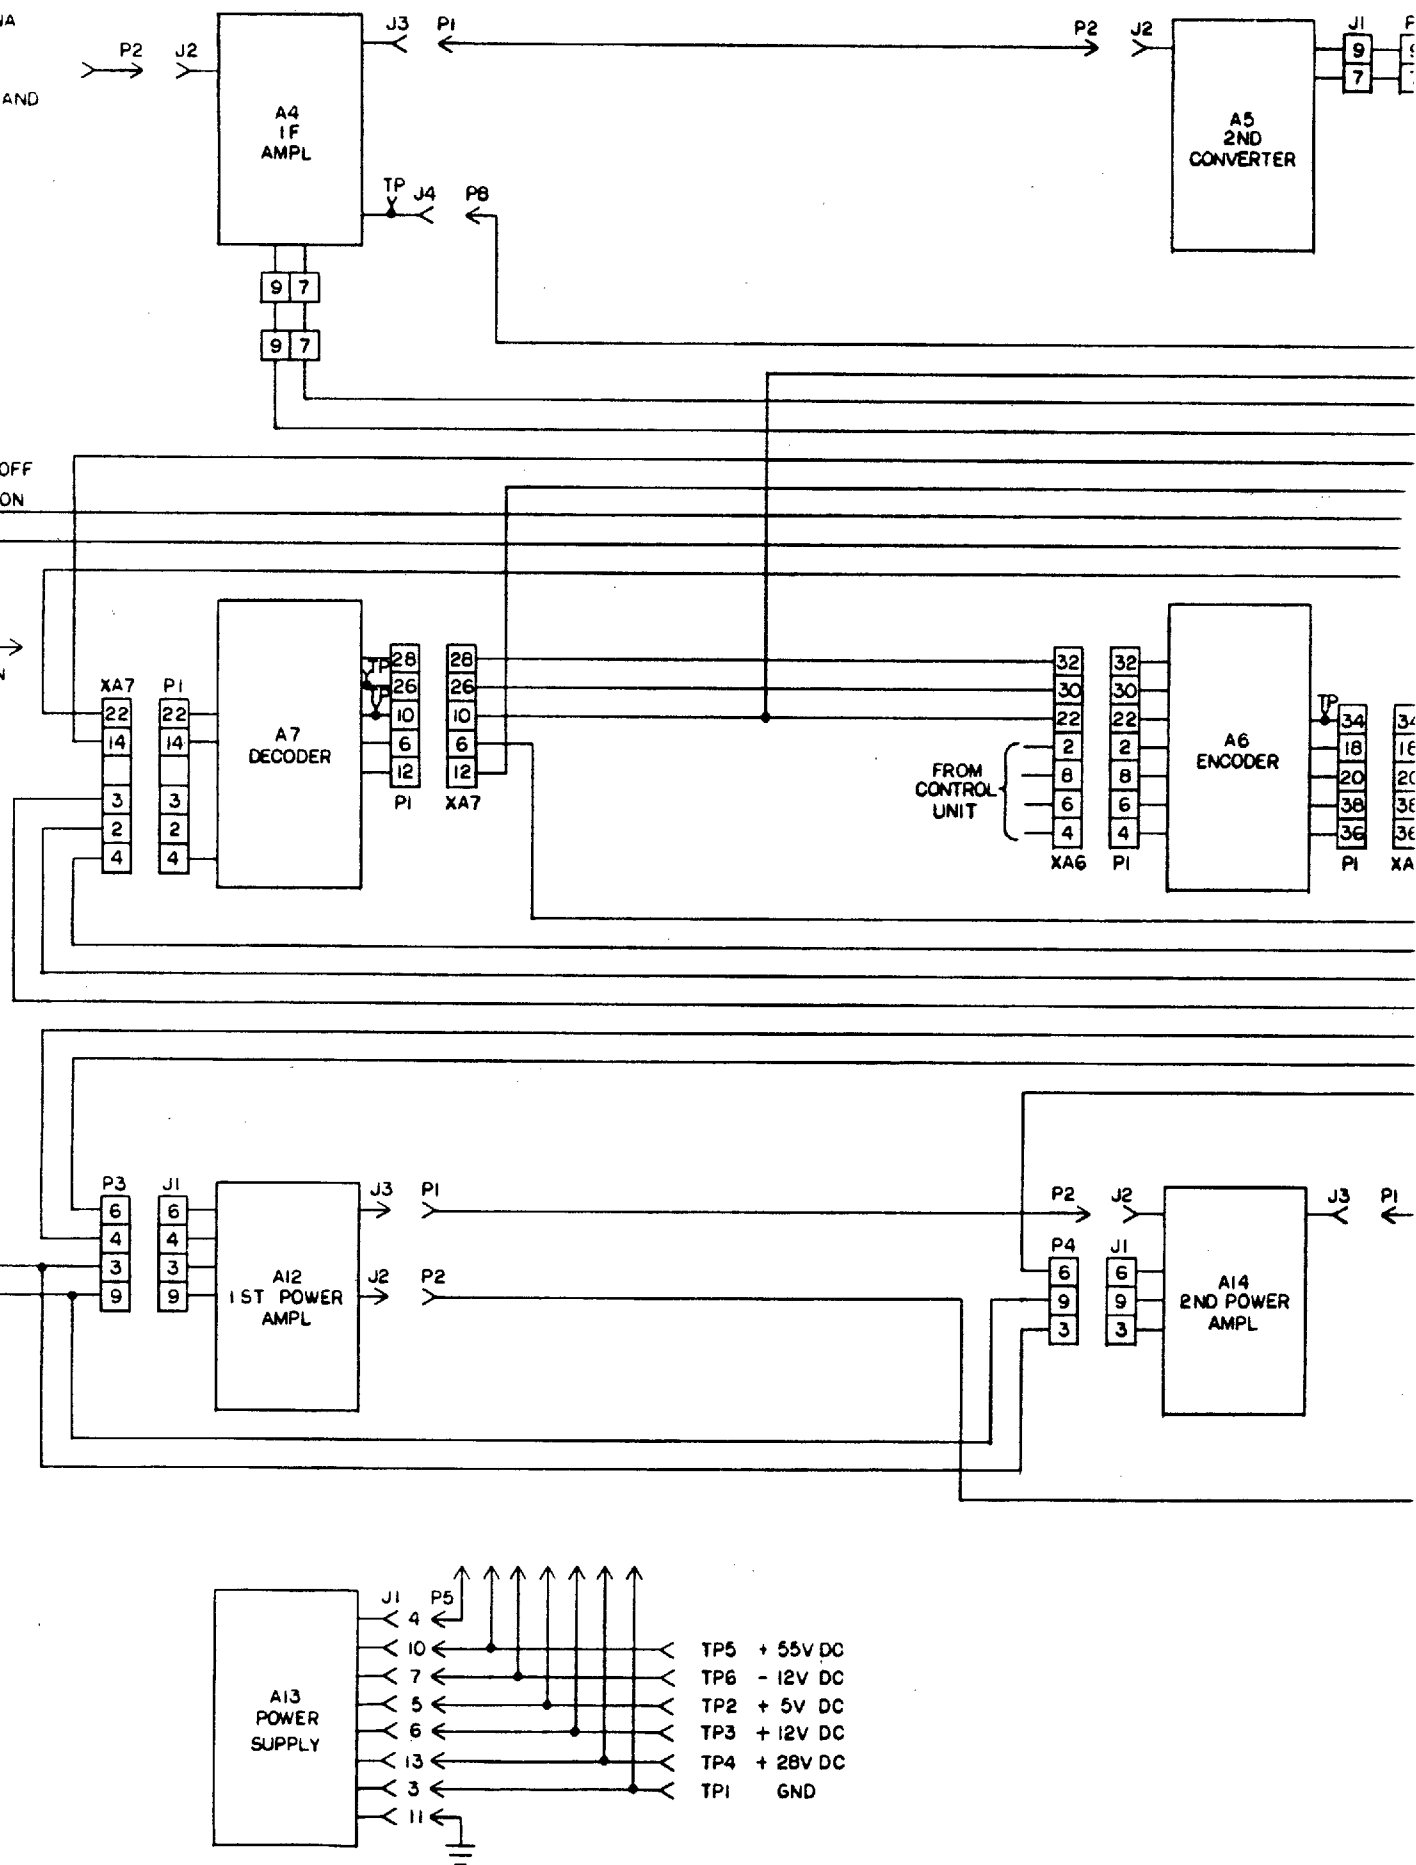 NA
P2 J2
AND
J3 P1
P2 J2
J1
9
7
A4
IF
AMPL
TP J4 P8
A5
2ND
CONVERTER
9 7
9 7
OFF
ON
N
XA7 P1
22 22
14 14
3 3
2 2
4 4
A7
DECODER
TP
TP
28 28
26 26
10 10
6 6
12 12
P1 XA7
FROM
CONTROL
UNIT
32 32
30 30
22 22
2 2
8 8
6 6
4 4
XA6 P1
A6
ENCODER
TP
34 34
18 18
20 20
38 38
36 36
P1 XA
P3 J1
6 6
4 4
3 3
9 9
A12
1ST POWER
AMPL
J3 P1
J2 P2
P2 J2
P4 J1
6 6
9 9
3 3
A14
2ND POWER
AMPL
J3 P1
A13
POWER
SUPPLY
J1 P5
4
10 TP5 + 55V DC
7 TP6 - 12V DC
5 TP2 + 5V DC
6 TP3 + 12V DC
13 TP4 + 28V DC
3 TP1 GND
11